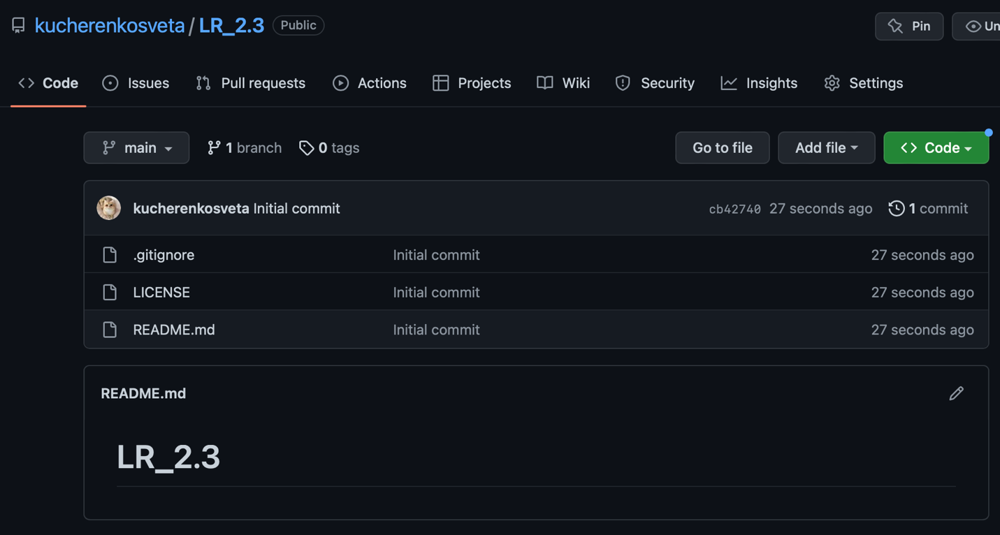 kucherenkosveta / LR_2.3 Public Pin Un
Code Issues Pull requests Actions Projects Wiki Security Insights Settings
main 1 branch 0 tags Go to file Add file Code
kucherenkosveta Initial commit cb42740 27 seconds ago 1 commit
.gitignore Initial commit 27 seconds ago
LICENSE Initial commit 27 seconds ago
README.md Initial commit 27 seconds ago
README.md
LR_2.3